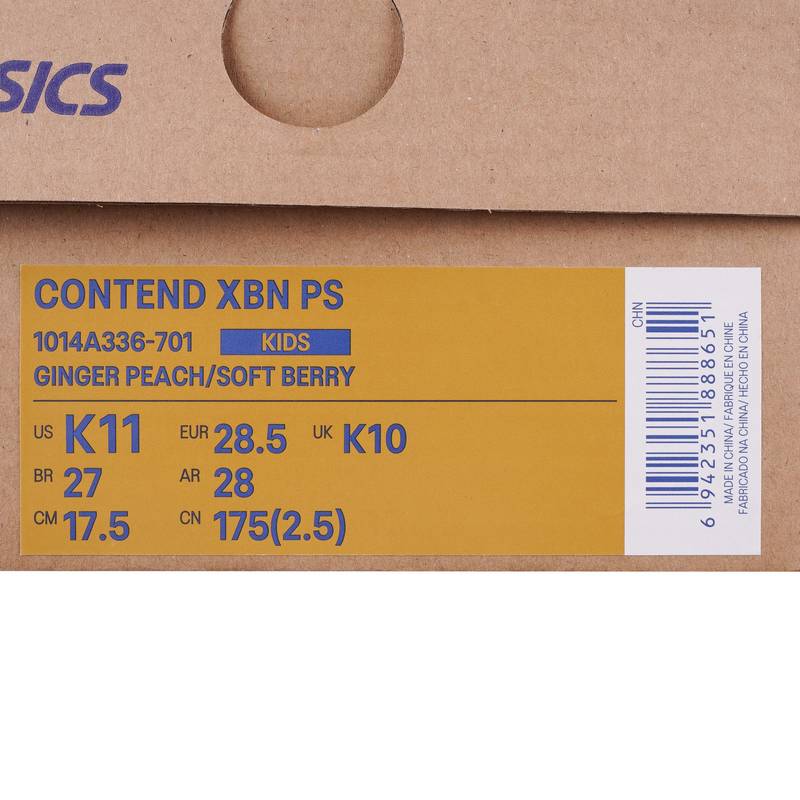 SICS
CONTEND XBN PS
1014A336-701 KIDS
GINGER PEACH/SOFT BERRY
US K11 EUR 28.5 UK K10
BR 27 AR 28
CM 17.5 CN 175(2.5)
CHN
6 942351 888651
MADE IN CHINA/ FABRIQUE EN CHINE
FABRICADO NA CHINA/ HECHO EN CHINA